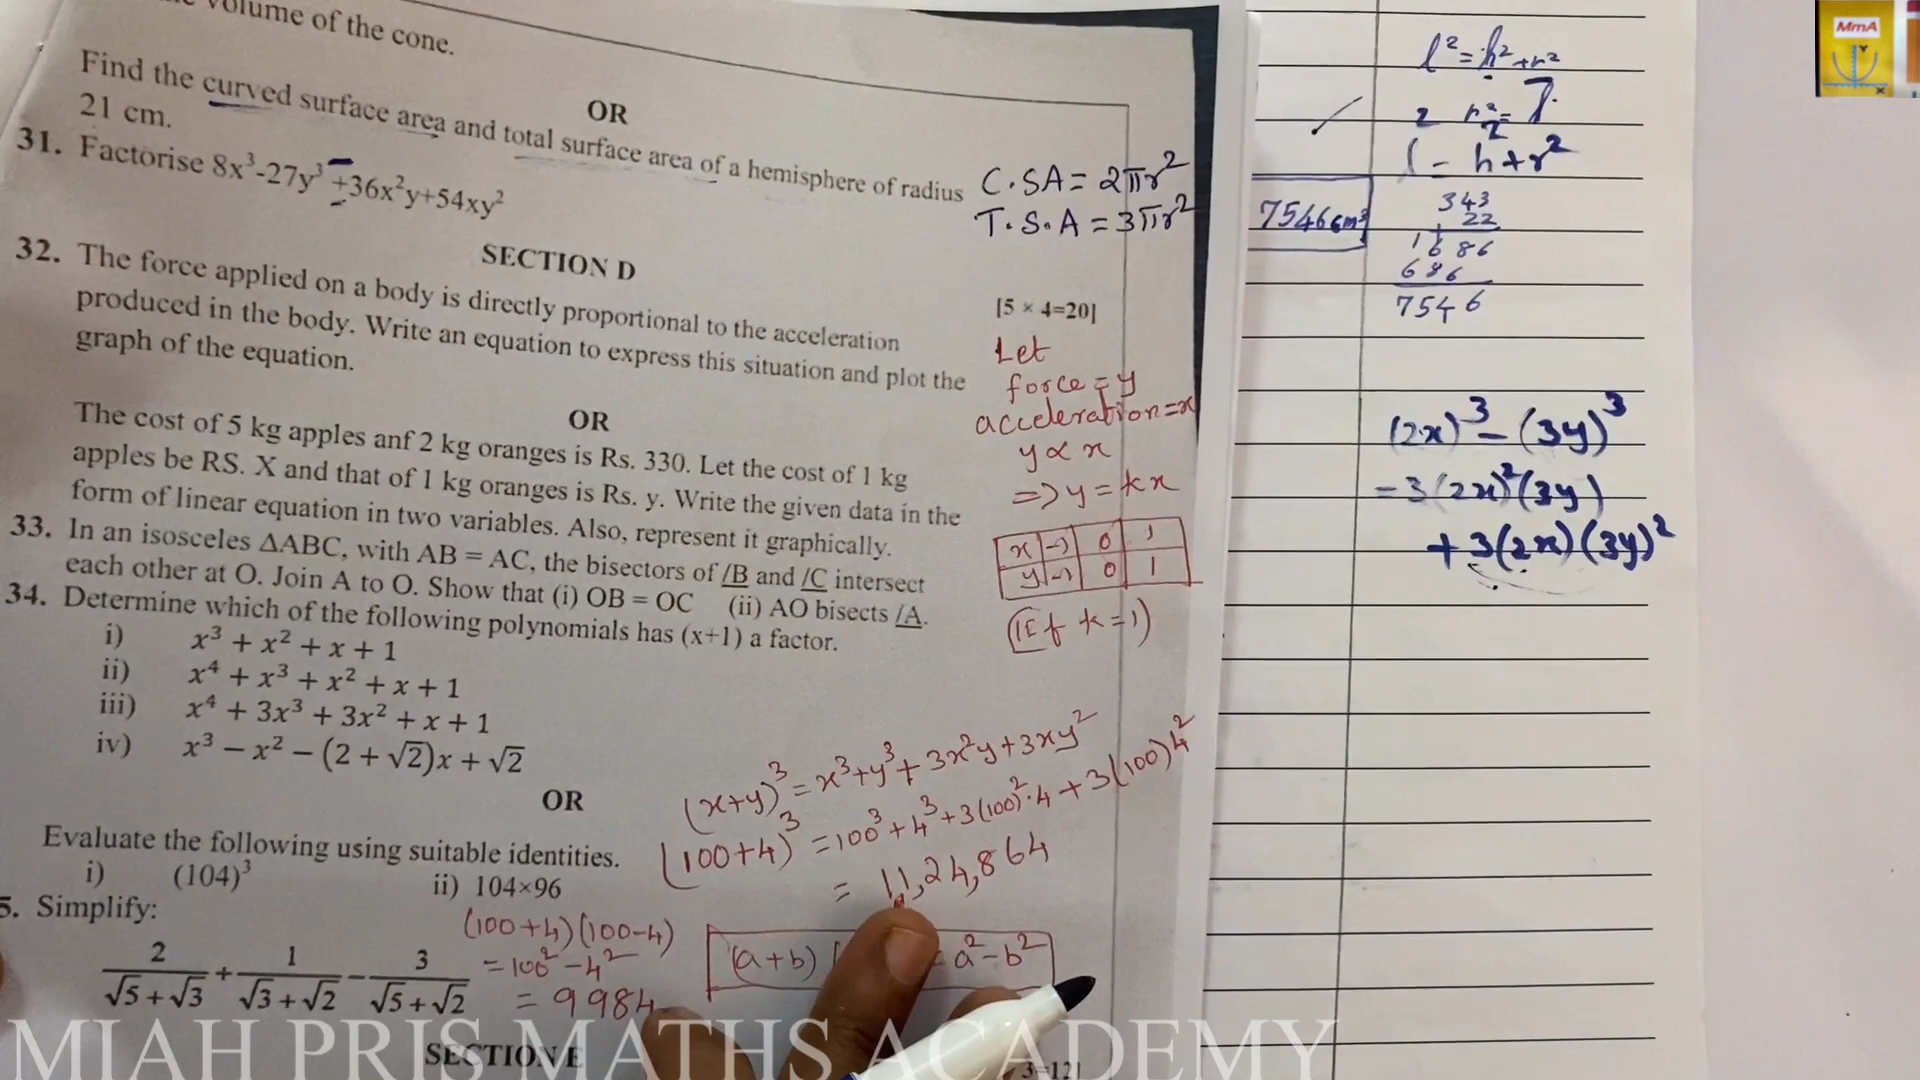 volume of the cone.
OR
Find the curved surface area and total surface area of a hemisphere of radius
21 cm.
C.SA = 2πr²
T.S.A = 3πr²
31. Factorise 8x³-27y³ +36x²y+54xy²
SECTION D
[5 × 4=20]
32. The force applied on a body is directly proportional to the acceleration
produced in the body. Write an equation to express this situation and plot the
graph of the equation.
Let
force = y
acceleration = x
y ∝ x
=> y = kx
x → 0 1
y → 0 1
(If k=1)
OR
The cost of 5 kg apples anf 2 kg oranges is Rs. 330. Let the cost of 1 kg
apples be RS. X and that of 1 kg oranges is Rs. y. Write the given data in the
form of linear equation in two variables. Also, represent it graphically.
33. In an isosceles ΔABC, with AB = AC, the bisectors of ∠B and ∠C intersect
each other at O. Join A to O. Show that (i) OB = OC (ii) AO bisects ∠A.
34. Determine which of the following polynomials has (x+1) a factor.
i) x³ + x² + x + 1
ii) x⁴ + x³ + x² + x + 1
iii) x⁴ + 3x³ + 3x² + x + 1
iv) x³ − x² − (2 + √2)x + √2
OR
Evaluate the following using suitable identities.
i) (104)³ ii) 104×96
(x+y)³ = x³+y³+3x²y+3xy²
(100+4)³ = 100³+4³+3(100)²·4+3(100)4²
= 11,24,864
(100+4)(100-4)
= 100²-4²
= 9984
(a+b) = a²-b²
5. Simplify:
2/(√5+√3) + 1/(√3+√2) − 3/(√5+√2)
SECTION E
3=12]
l² = h²+r²
l = h+r²
7546cm³
343
22
1686
686
7546
(2x)³ - (3y)³
- 3(2x)²(3y)
+ 3(2x)(3y)²
MmA
Y
X
MIAH PRIS MATHS ACADEMY